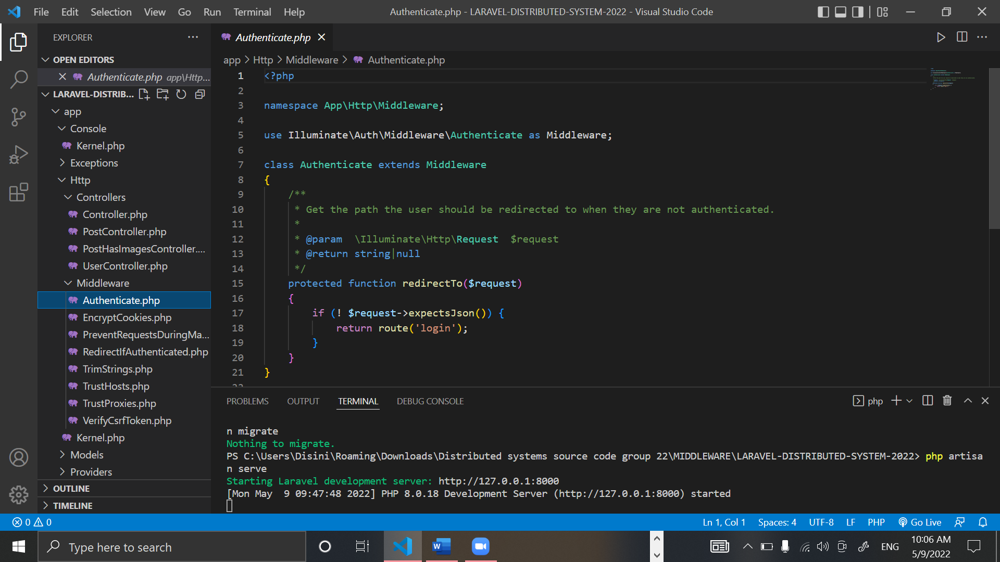 File Edit Selection View Go Run Terminal Help
Authenticate.php - LARAVEL-DISTRIBUTED-SYSTEM-2022 - Visual Studio Code
EXPLORER
OPEN EDITORS
Authenticate.php app\Http...
LARAVEL-DISTRIB...
app
Console
Kernel.php
Exceptions
Http
Controllers
Controller.php
PostController.php
PostHasImagesController....
UserController.php
Middleware
Authenticate.php
EncryptCookies.php
PreventRequestsDuringMa...
RedirectIfAuthenticated.php
TrimStrings.php
TrustHosts.php
TrustProxies.php
VerifyCsrfToken.php
Kernel.php
Models
Providers
OUTLINE
TIMELINE
Authenticate.php
app > Http > Middleware > Authenticate.php
1 <?php
2
3 namespace App\Http\Middleware;
4
5 use Illuminate\Auth\Middleware\Authenticate as Middleware;
6
7 class Authenticate extends Middleware
8 {
9 /**
10 * Get the path the user should be redirected to when they are not authenticated.
11 *
12 * @param  \Illuminate\Http\Request  $request
13 * @return string|null
14 */
15 protected function redirectTo($request)
16 {
17 if (! $request->expectsJson()) {
18 return route('login');
19 }
20 }
21 }
22
PROBLEMS OUTPUT TERMINAL DEBUG CONSOLE
php
n migrate
Nothing to migrate.
PS C:\Users\Disini\Roaming\Downloads\Distributed systems source code group 22\MIDDLEWARE\LARAVEL-DISTRIBUTED-SYSTEM-2022> php artisa
n serve
Starting Laravel development server: http://127.0.0.1:8000
[Mon May  9 09:47:48 2022] PHP 8.0.18 Development Server (http://127.0.0.1:8000) started
0 0
Ln 1, Col 1 Spaces: 4 UTF-8 LF PHP Go Live
Type here to search
ENG
10:06 AM
5/9/2022